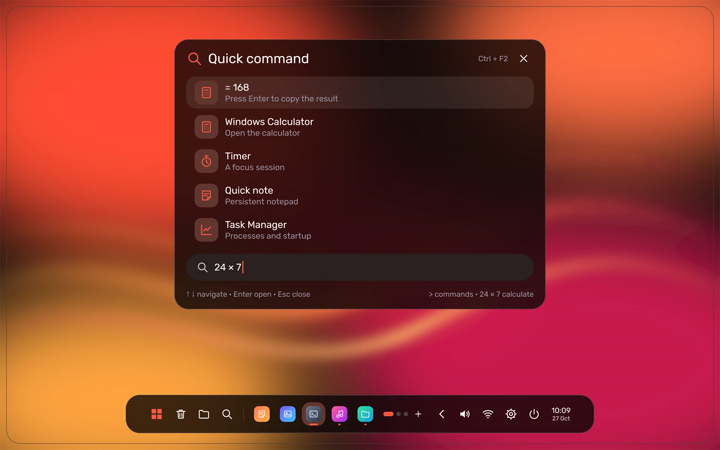 Quick command
Ctrl + F2
= 168
Press Enter to copy the result
Windows Calculator
Open the calculator
Timer
A focus session
Quick note
Persistent notepad
Task Manager
Processes and startup
24 × 7
↑ ↓ navigate • Enter open • Esc close
> commands • 24 × 7 calculate
10:09
27 Oct